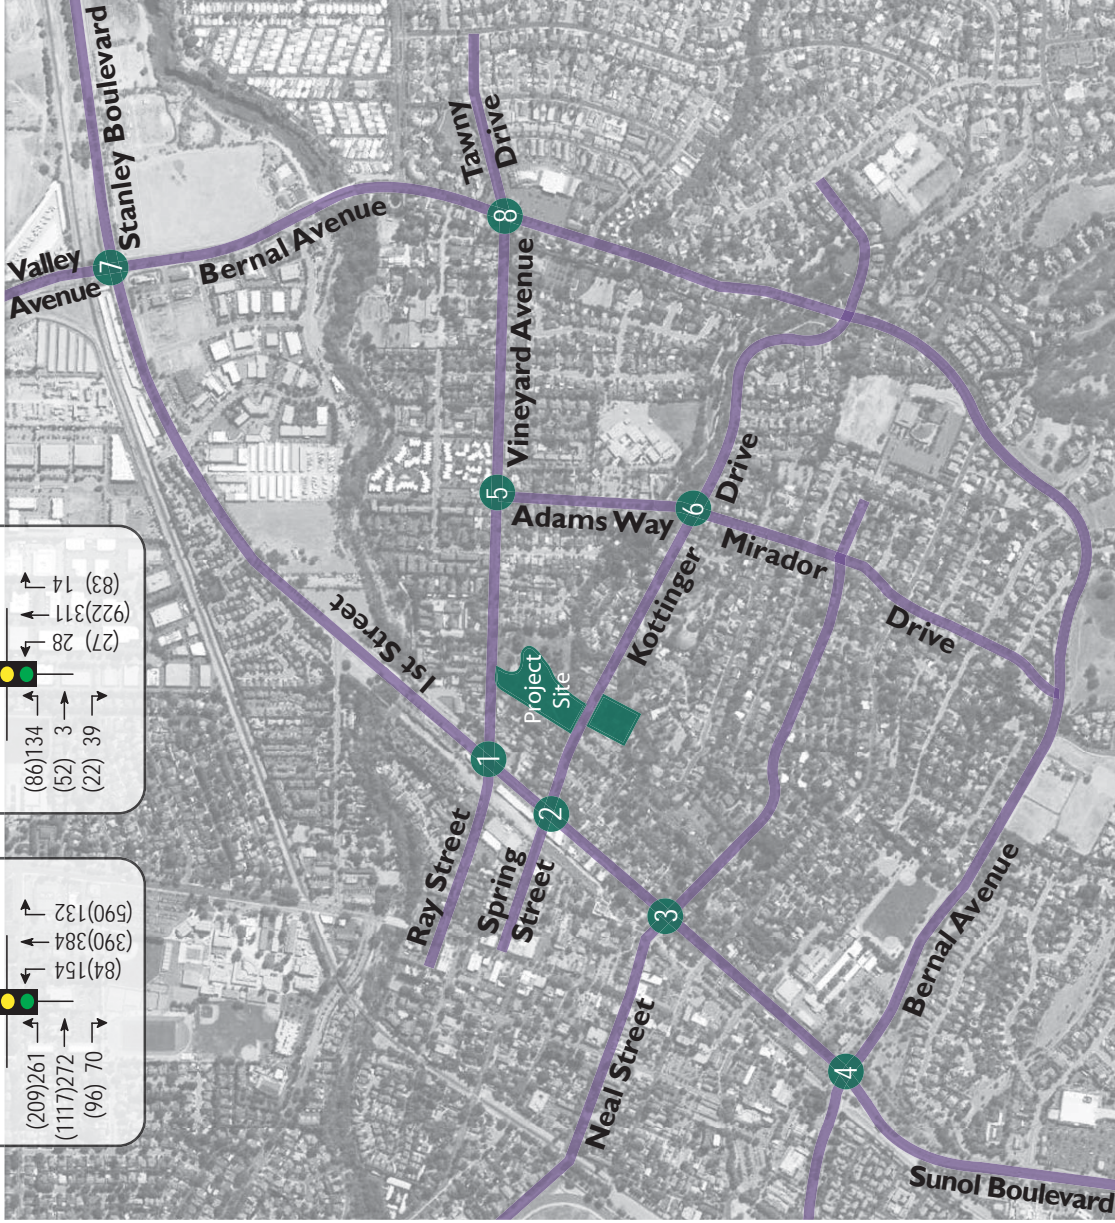 Stanley Boulevard
Valley
Avenue
7
Bernal Avenue
Tawny
Drive
8
Vineyard Avenue
5
Adams Way
6
Drive
Mirador
Drive
Kottinger
1st Street
Project
Site
1
2
Ray Street
Spring
Street
3
Neal Street
4
Bernal Avenue
Sunol Boulevard
(83) 14
(922)311
(27) 28
(86)134
(52) 3
(22) 39
(590)132
(390)384
(84)154
(209)261
(1117)272
(96) 70